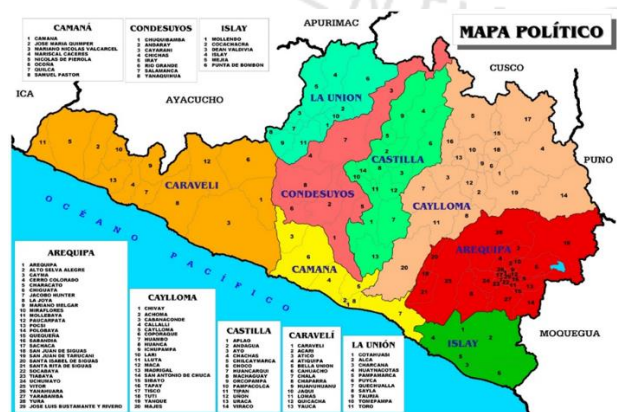 MAPA POLÍTICO
CAMANÁ
1 CAMANA
2 JOSE MARIA QUIMPER
3 MARIANO NICOLAS VALCARCEL
4 MARISCAL CACERES
5 NICOLAS DE PIEROLA
6 OCOÑA
7 QUILCA
8 SAMUEL PASTOR
CONDESUYOS
1 CHUQUIBAMBA
2 ANDARAY
3 CAYARANI
4 CHICHAS
5 IRAY
6 RIO GRANDE
7 SALAMANCA
8 YANAQUIHUA
ISLAY
1 MOLLENDO
2 COCACHACRA
3 DEAN VALDIVIA
4 ISLAY
5 MEJIA
6 PUNTA DE BOMBON
APURIMAC
CUSCO
ICA
AYACUCHO
PUNO
MOQUEGUA
LA UNION
CASTILLA
CARAVELI
CONDESUYOS
CAYLLOMA
CAMANA
AREQUIPA
ISLAY
OCÉANO PACÍFICO
AREQUIPA
1 AREQUIPA
2 ALTO SELVA ALEGRE
3 CAYMA
4 CERRO COLORADO
5 CHARACATO
6 CHIGUATA
7 JACOBO HUNTER
8 LA JOYA
9 MARIANO MELGAR
10 MIRAFLORES
11 MOLLEBAYA
12 PAUCARPATA
13 POCSI
14 POLOBAYA
15 QUEQUEÑA
16 SABANDIA
17 SACHACA
18 SAN JUAN DE SIGUAS
19 SAN JUAN DE TARUCANI
20 SANTA ISABEL DE SIGUAS
21 SANTA RITA DE SIGUAS
22 SOCABAYA
23 TIABAYA
24 UCHUMAYO
25 VITOR
26 YANAHUARA
27 YARABAMBA
28 YURA
29 JOSE LUIS BUSTAMANTE Y RIVERO
CAYLLOMA
1 CHIVAY
2 ACHOMA
3 CABANACONDE
4 CALLALLI
5 CAYLLOMA
6 COPORAQUE
7 HUAMBO
8 HUANCA
9 ICHUPAMPA
10 LARI
11 LLUTA
12 MACA
13 MADRIGAL
14 SAN ANTONIO DE CHUCA
15 SIBAYO
16 TAPAY
17 TISCO
18 TUTI
19 YANQUE
20 MAJES
CASTILLA
1 APLAO
2 ANDAGUA
3 AYO
4 CHACHAS
5 CHILCAYMARCA
6 CHOCO
7 HUANCARQUI
8 MACHAGUAY
9 ORCOPAMPA
10 PAMPACOLCA
11 TIPAN
12 UÑON
13 URACA
14 VIRACO
CARAVELÍ
1 CARAVELI
2 ACARI
3 ATICO
4 ATIQUIPA
5 BELLA UNION
6 CAHUACHO
7 CHALA
8 CHAPARRA
9 HUANUHUANU
10 JAQUI
11 LOMAS
12 QUICACHA
13 YAUCA
LA UNIÓN
1 COTAHUASI
2 ALCA
3 CHARCANA
4 HUAYNACOTAS
5 PAMPAMARCA
6 PUYCA
7 QUECHUALLA
8 SAYLA
9 TAURIA
10 TOMEPAMPA
11 TORO